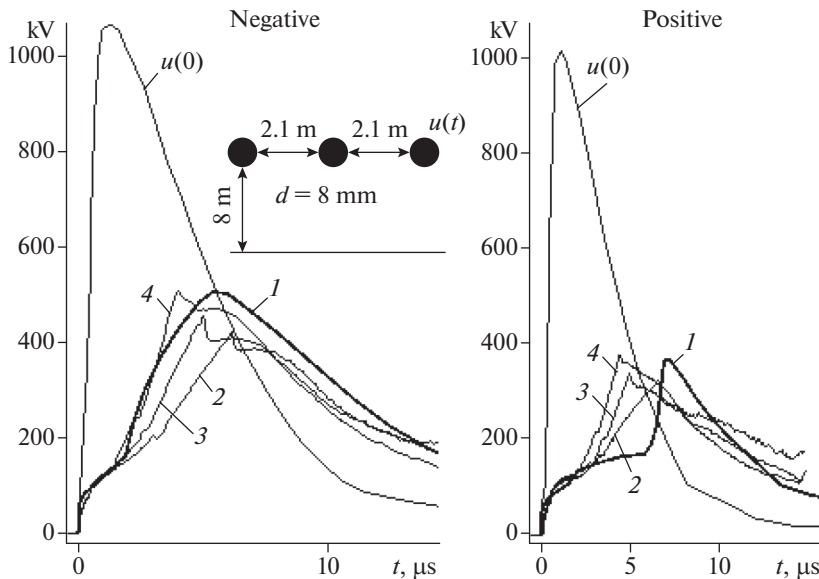 Negative
kV
1000
800
600
400
200
0
u(0)
2.1 m
2.1 m
u(t)
8 m
d = 8 mm
4
1
2
3
0
10
t, μs
Positive
kV
1000
800
600
400
200
0
u(0)
4
1
3
2
0
5
10
t, μs